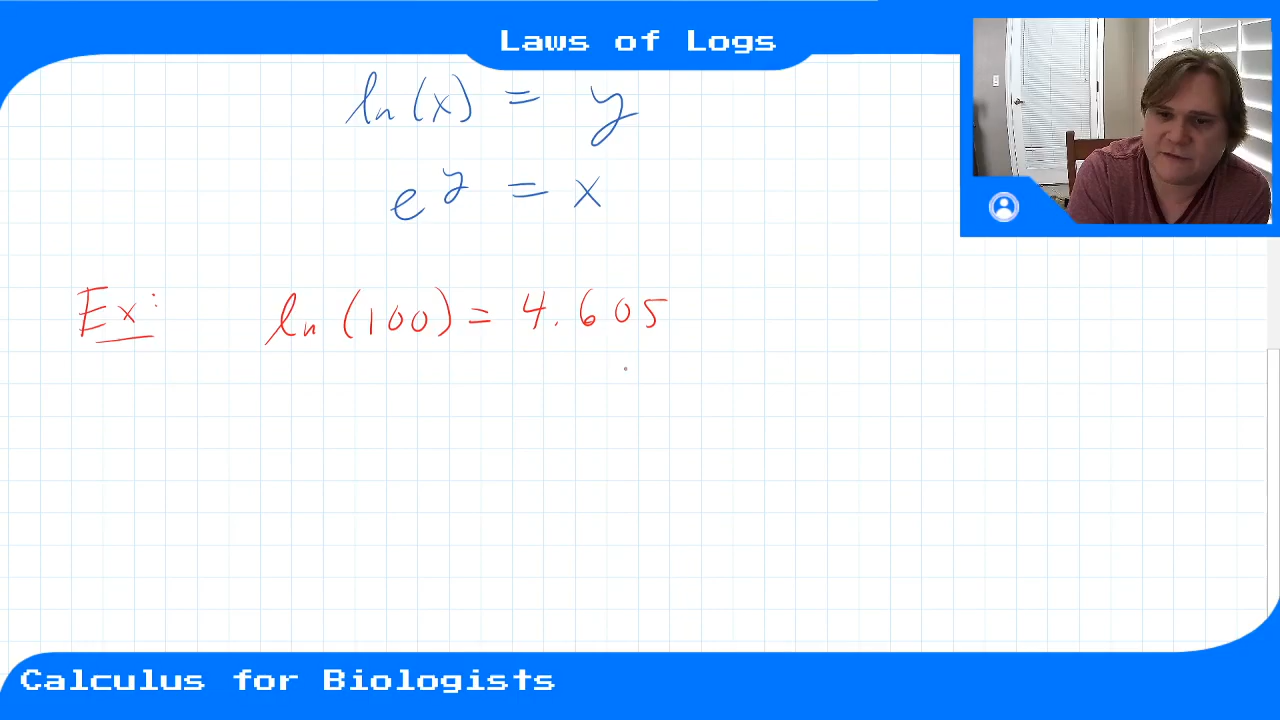 Laws of Logs
ln(x) = y
e^y = x
Ex: ln(100) = 4.605
Calculus for Biologists